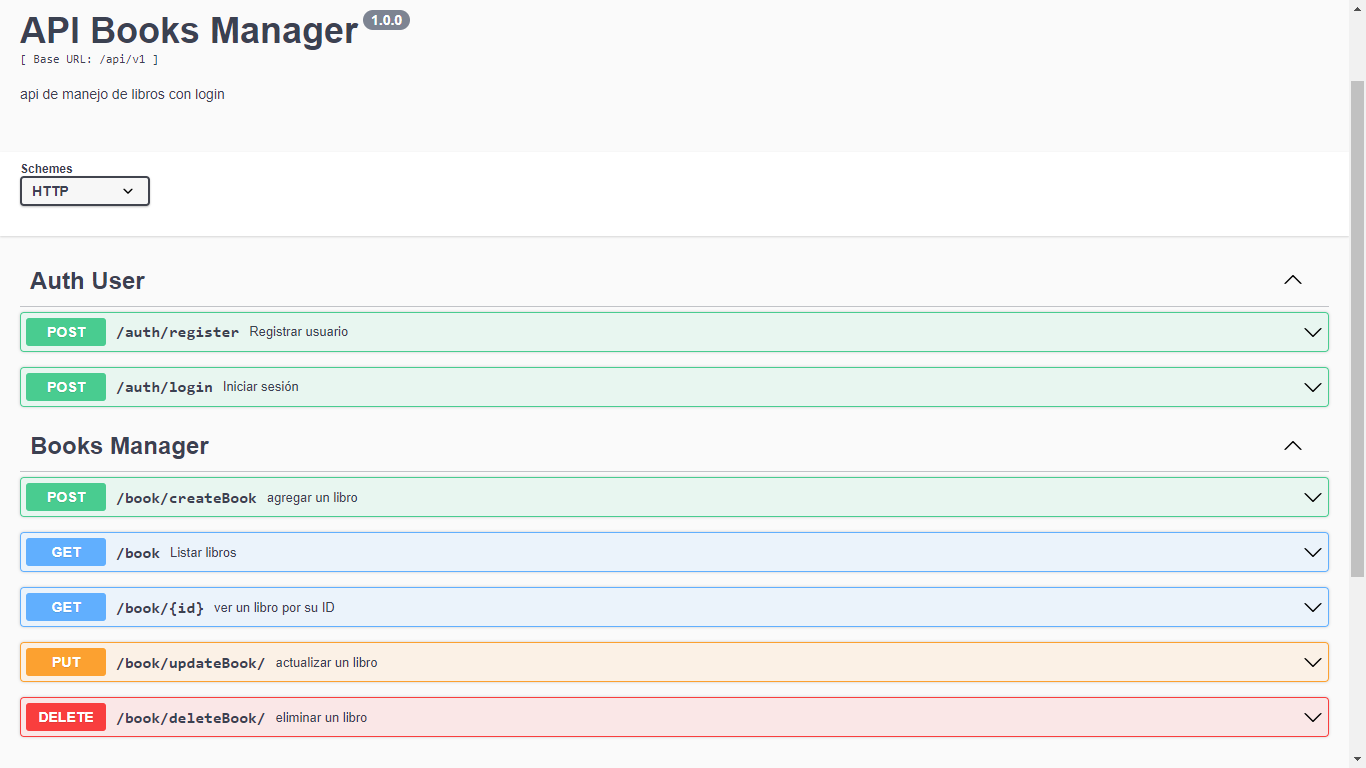 API Books Manager 1.0.0
[ Base URL: /api/v1 ]
api de manejo de libros con login
Schemes
HTTP
Auth User
POST /auth/register Registrar usuario
POST /auth/login Iniciar sesión
Books Manager
POST /book/createBook agregar un libro
GET /book Listar libros
GET /book/{id} ver un libro por su ID
PUT /book/updateBook/ actualizar un libro
DELETE /book/deleteBook/ eliminar un libro